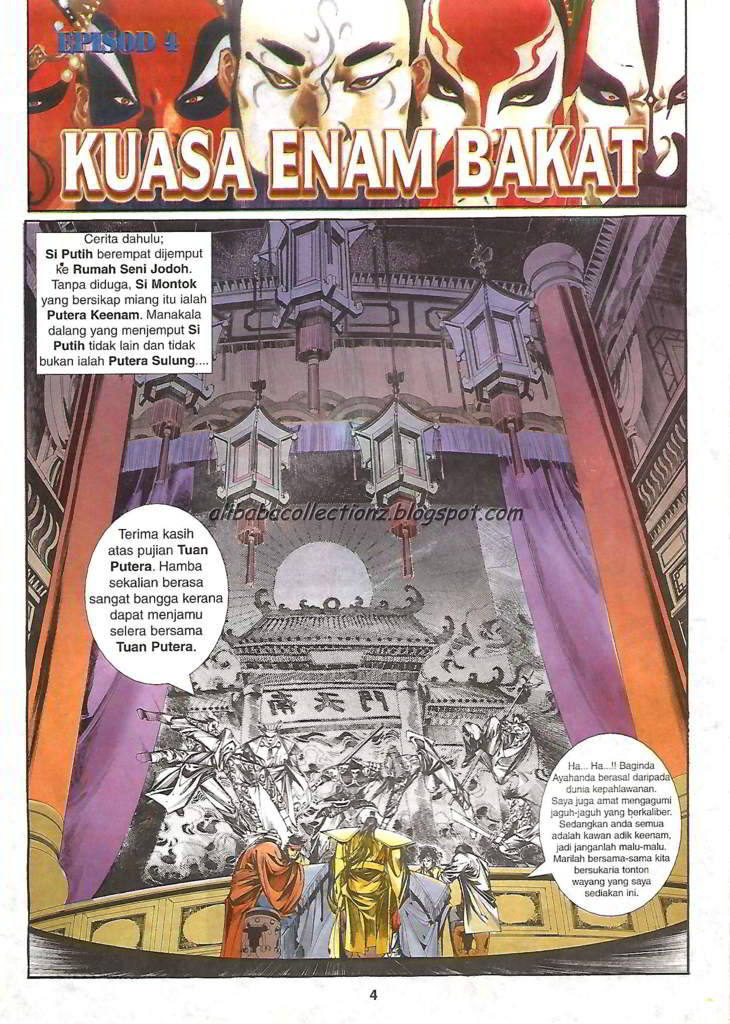 EPISOD 4
KUASA ENAM BAKAT
Cerita dahulu;
Si Putih berempat dijemput
ke Rumah Seni Jodoh.
Tanpa diduga, Si Montok
yang bersikap miang itu ialah
Putera Keenam. Manakala
dalang yang menjemput Si
Putih tidak lain dan tidak
bukan ialah Putera Sulung....
alibabacollectionz.blogspot.com
Terima kasih
atas pujian Tuan
Putera. Hamba
sekalian berasa
sangat bangga kerana
dapat menjamu
selera bersama
Tuan Putera.
南天門
Ha... Ha...!! Baginda
Ayahanda berasal daripada
dunia kepahlawanan.
Saya juga amat mengagumi
jaguh-jaguh yang berkaliber.
Sedangkan anda semua
adalah kawan adik keenam,
jadi janganlah malu-malu.
Marilah bersama-sama kita
bersukaria tonton
wayang yang saya
sediakan ini.
4